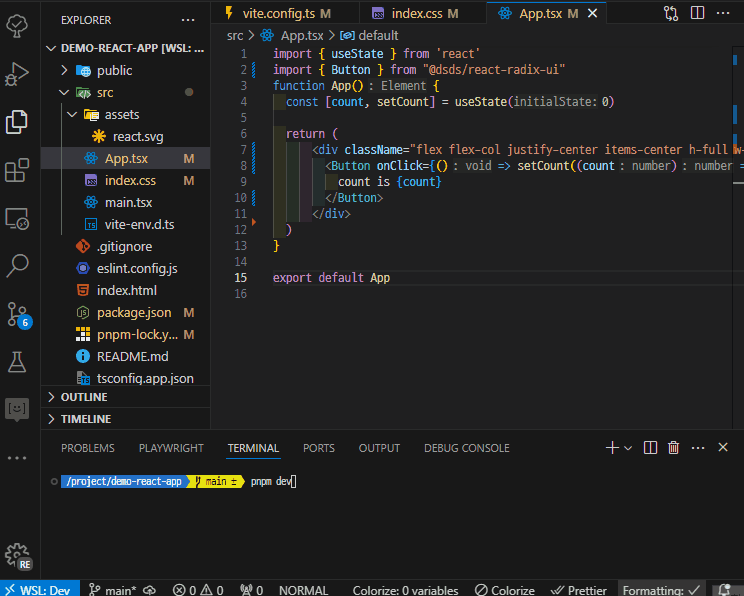 EXPLORER
vite.config.ts M
index.css M
App.tsx M
DEMO-REACT-APP [WSL: ...
src > App.tsx > default
public
src
assets
react.svg
App.tsx M
index.css M
main.tsx
vite-env.d.ts
.gitignore
eslint.config.js
index.html
package.json M
pnpm-lock.y... M
README.md
tsconfig.app.json
OUTLINE
TIMELINE
1 import { useState } from 'react'
2 import { Button } from "@dsds/react-radix-ui"
3 function App() : Element {
4 const [count, setCount] = useState(initialState: 0)
5
6 return (
7 <div className="flex flex-col justify-center items-center h-full w-
8 <Button onClick={() : void => setCount((count : number) : number =
9 count is {count}
10 </Button>
11 </div>
12 )
13 }
14
15 export default App
16
PROBLEMS PLAYWRIGHT TERMINAL PORTS OUTPUT DEBUG CONSOLE
/project/demo-react-app main ± pnpm dev
6
RE
WSL: Dev main* 0 0 0 NORMAL Colorize: 0 variables Colorize Prettier Formatting: